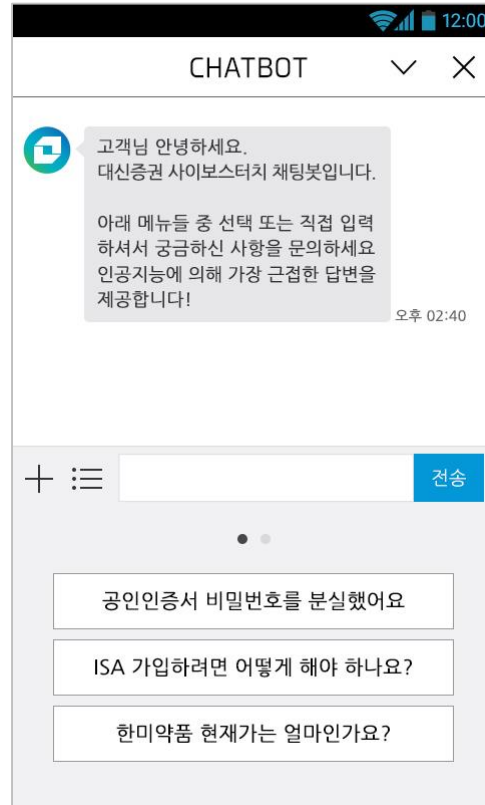 12:00
CHATBOT
고객님 안녕하세요.
대신증권 사이보스터치 채팅봇입니다.
아래 메뉴들 중 선택 또는 직접 입력
하셔서 궁금하신 사항을 문의하세요
인공지능에 의해 가장 근접한 답변을
제공합니다!
오후 02:40
전송
공인인증서 비밀번호를 분실했어요
ISA 가입하려면 어떻게 해야 하나요?
한미약품 현재가는 얼마인가요?